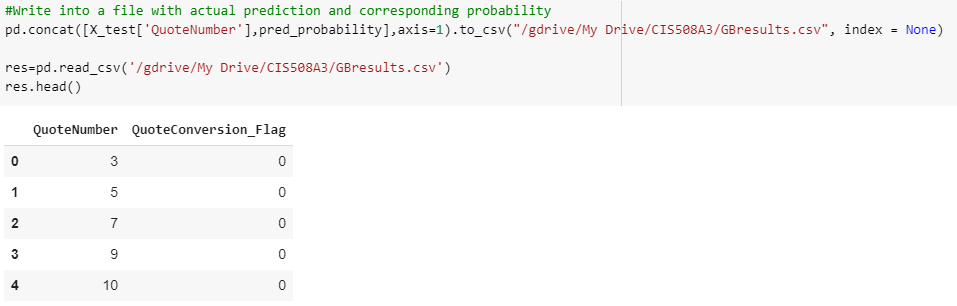 #Write into a file with actual prediction and corresponding probability
pd.concat([X_test['QuoteNumber'],pred_probability],axis=1).to_csv("/gdrive/My Drive/CIS508A3/GBresults.csv", index = None)
res=pd.read_csv('/gdrive/My Drive/CIS508A3/GBresults.csv')
res.head()
QuoteNumber QuoteConversion_Flag
0 3 0
1 5 0
2 7 0
3 9 0
4 10 0